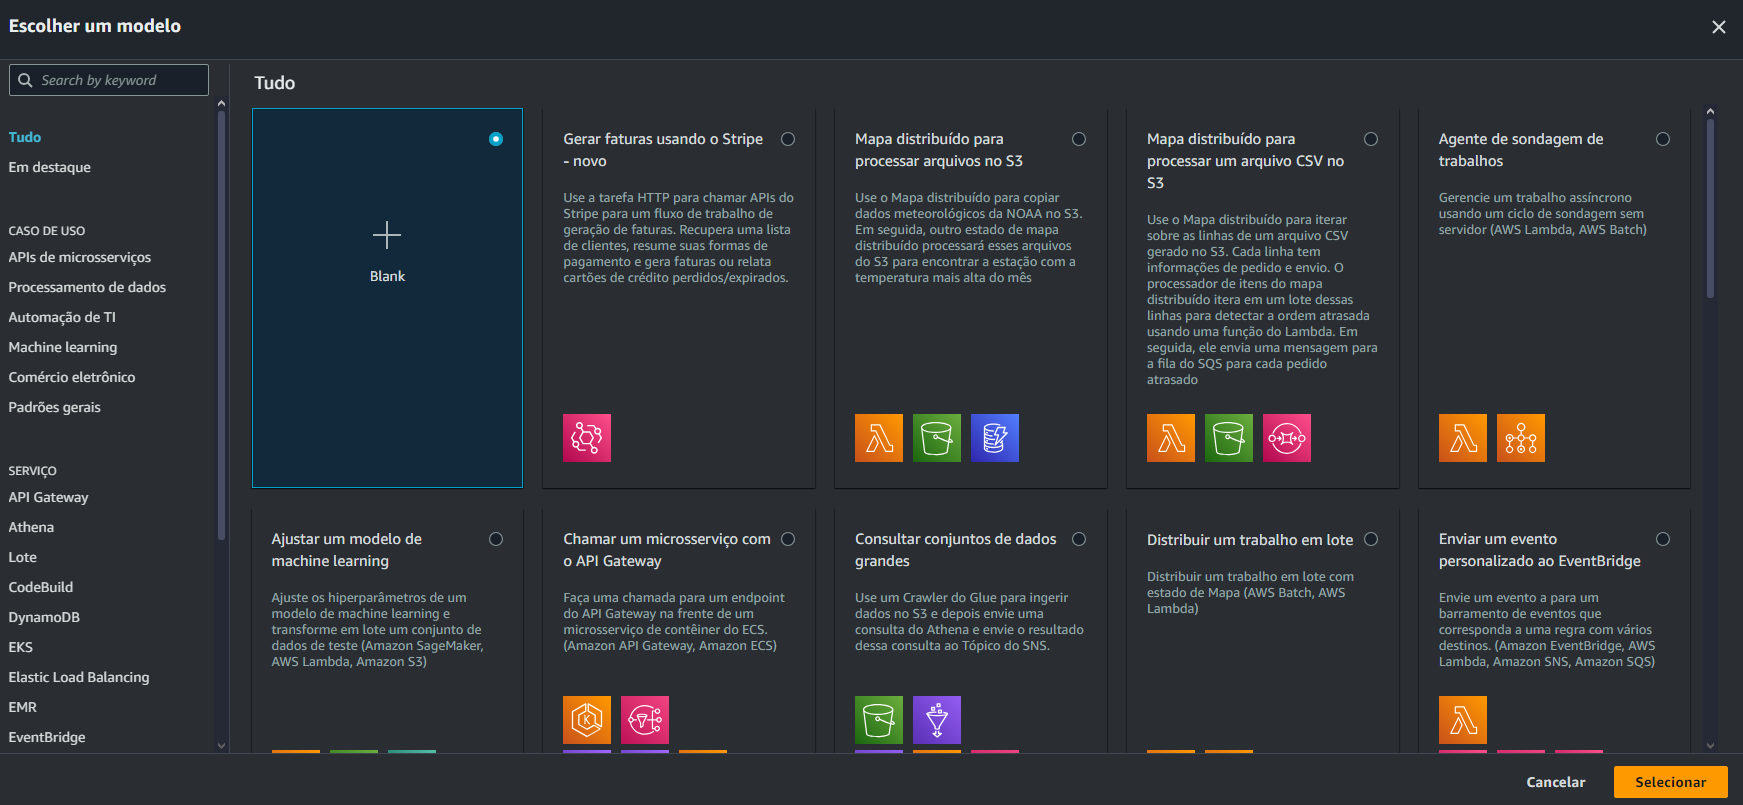 Escolher um modelo
Search by keyword
Tudo
Em destaque
CASO DE USO
APIs de microsserviços
Processamento de dados
Automação de TI
Machine learning
Comércio eletrônico
Padrões gerais
SERVIÇO
API Gateway
Athena
Lote
CodeBuild
DynamoDB
EKS
Elastic Load Balancing
EMR
EventBridge
Tudo
Blank
Gerar faturas usando o Stripe
- novo
Use a tarefa HTTP para chamar APIs do
Stripe para um fluxo de trabalho de
geração de faturas. Recupera uma lista
de clientes, resume suas formas de
pagamento e gera faturas ou relata
cartões de crédito perdidos/expirados.
Mapa distribuído para
processar arquivos no S3
Use o Mapa distribuído para copiar
dados meteorológicos da NOAA no S3.
Em seguida, outro estado de mapa
distribuído processará esses arquivos
do S3 para encontrar a estação com a
temperatura mais alta do mês
Mapa distribuído para
processar um arquivo CSV no
S3
Use o Mapa distribuído para iterar
sobre as linhas de um arquivo CSV
gerado no S3. Cada linha tem
informações de pedido e envio. O
processador de itens do mapa
distribuído itera em um lote dessas
linhas para detectar a ordem atrasada
usando uma função do Lambda. Em
seguida, ele envia uma mensagem para
a fila do SQS para cada pedido
atrasado
Agente de sondagem de
trabalhos
Gerencie um trabalho assíncrono
usando um ciclo de sondagem sem
servidor (AWS Lambda, AWS Batch)
Ajustar um modelo de
machine learning
Ajuste os hiperparâmetros de um
modelo de machine learning e
transforme em lote um conjunto de
dados de teste (Amazon SageMaker,
AWS Lambda, Amazon S3)
Chamar um microsserviço com
o API Gateway
Faça uma chamada para um endpoint
do API Gateway na frente de um
microsserviço de contêiner do ECS.
(Amazon API Gateway, Amazon ECS)
Consultar conjuntos de dados
grandes
Use um Crawler do Glue para ingerir
dados no S3 e depois envie uma
consulta do Athena e envie o resultado
dessa consulta ao Tópico do SNS.
Distribuir um trabalho em lote
Distribuir um trabalho em lote com
estado de Mapa (AWS Batch, AWS
Lambda)
Enviar um evento
personalizado ao EventBridge
Envie um evento a para um
barramento de eventos que
corresponda a uma regra com vários
destinos. (Amazon EventBridge, AWS
Lambda, Amazon SNS, Amazon SQS)
Cancelar
Selecionar